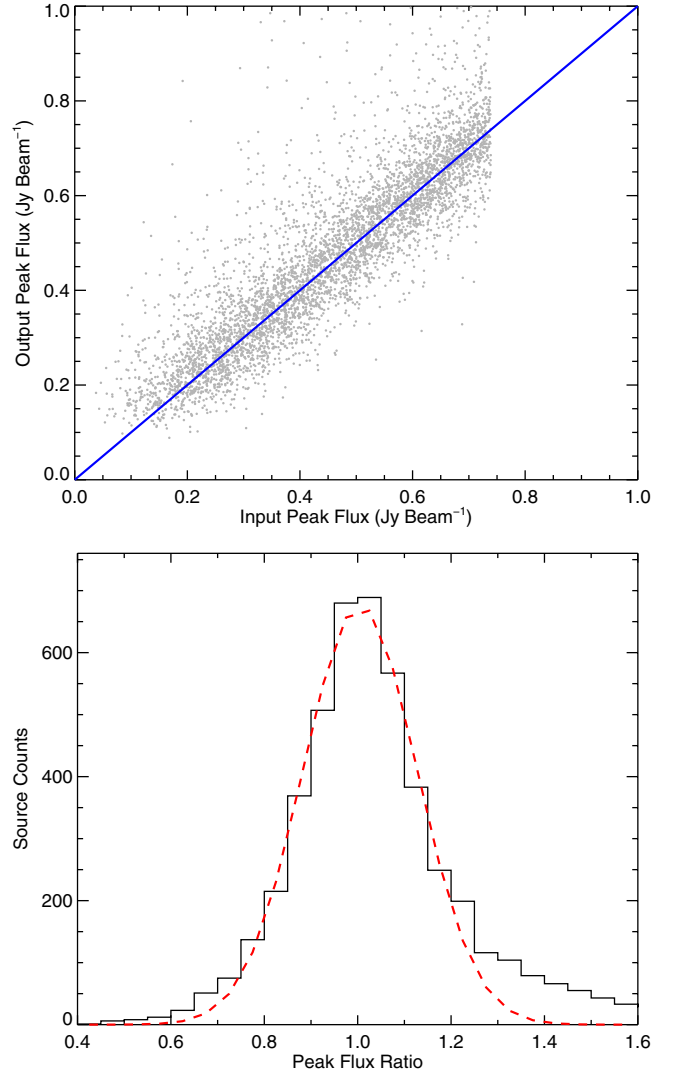 1.0
0.8
0.6
0.4
0.2
0.0
Output Peak Flux (Jy Beam⁻¹)
0.0 0.2 0.4 0.6 0.8 1.0
Input Peak Flux (Jy Beam⁻¹)
600
400
200
0
Source Counts
0.4 0.6 0.8 1.0 1.2 1.4 1.6
Peak Flux Ratio